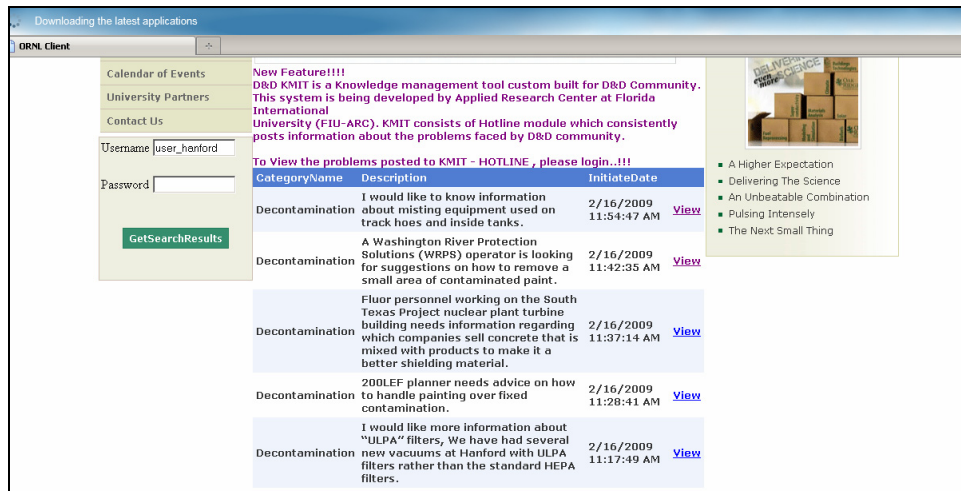 Downloading the latest applications
ORNL Client
Calendar of Events
University Partners
Contact Us
Username user_hanford
Password
GetSearchResults
New Feature!!!!
D&D KMIT is a Knowledge management tool custom built for D&D Community.
This system is being developed by Applied Research Center at Florida
International
University (FIU-ARC). KMIT consists of Hotline module which consistently
posts information about the problems faced by D&D community.
To View the problems posted to KMIT - HOTLINE , please login..!!!
CategoryName Description InitiateDate
Decontamination
I would like to know information
about misting equipment used on
track hoes and inside tanks.
2/16/2009
11:54:47 AM
View
Decontamination
A Washington River Protection
Solutions (WRPS) operator is looking
for suggestions on how to remove a
small area of contaminated paint.
2/16/2009
11:42:35 AM
View
Decontamination
Fluor personnel working on the South
Texas Project nuclear plant turbine
building needs information regarding
which companies sell concrete that is
mixed with products to make it a
better shielding material.
2/16/2009
11:37:14 AM
View
Decontamination
200LEF planner needs advice on how
to handle painting over fixed
contamination.
2/16/2009
11:28:41 AM
View
Decontamination
I would like more information about
“ULPA” filters, We have had several
new vacuums at Hanford with ULPA
filters rather than the standard HEPA
filters.
2/16/2009
11:17:49 AM
View
DELIVERING
even
more SCIENCE
A Higher Expectation
Delivering The Science
An Unbeatable Combination
Pulsing Intensely
The Next Small Thing